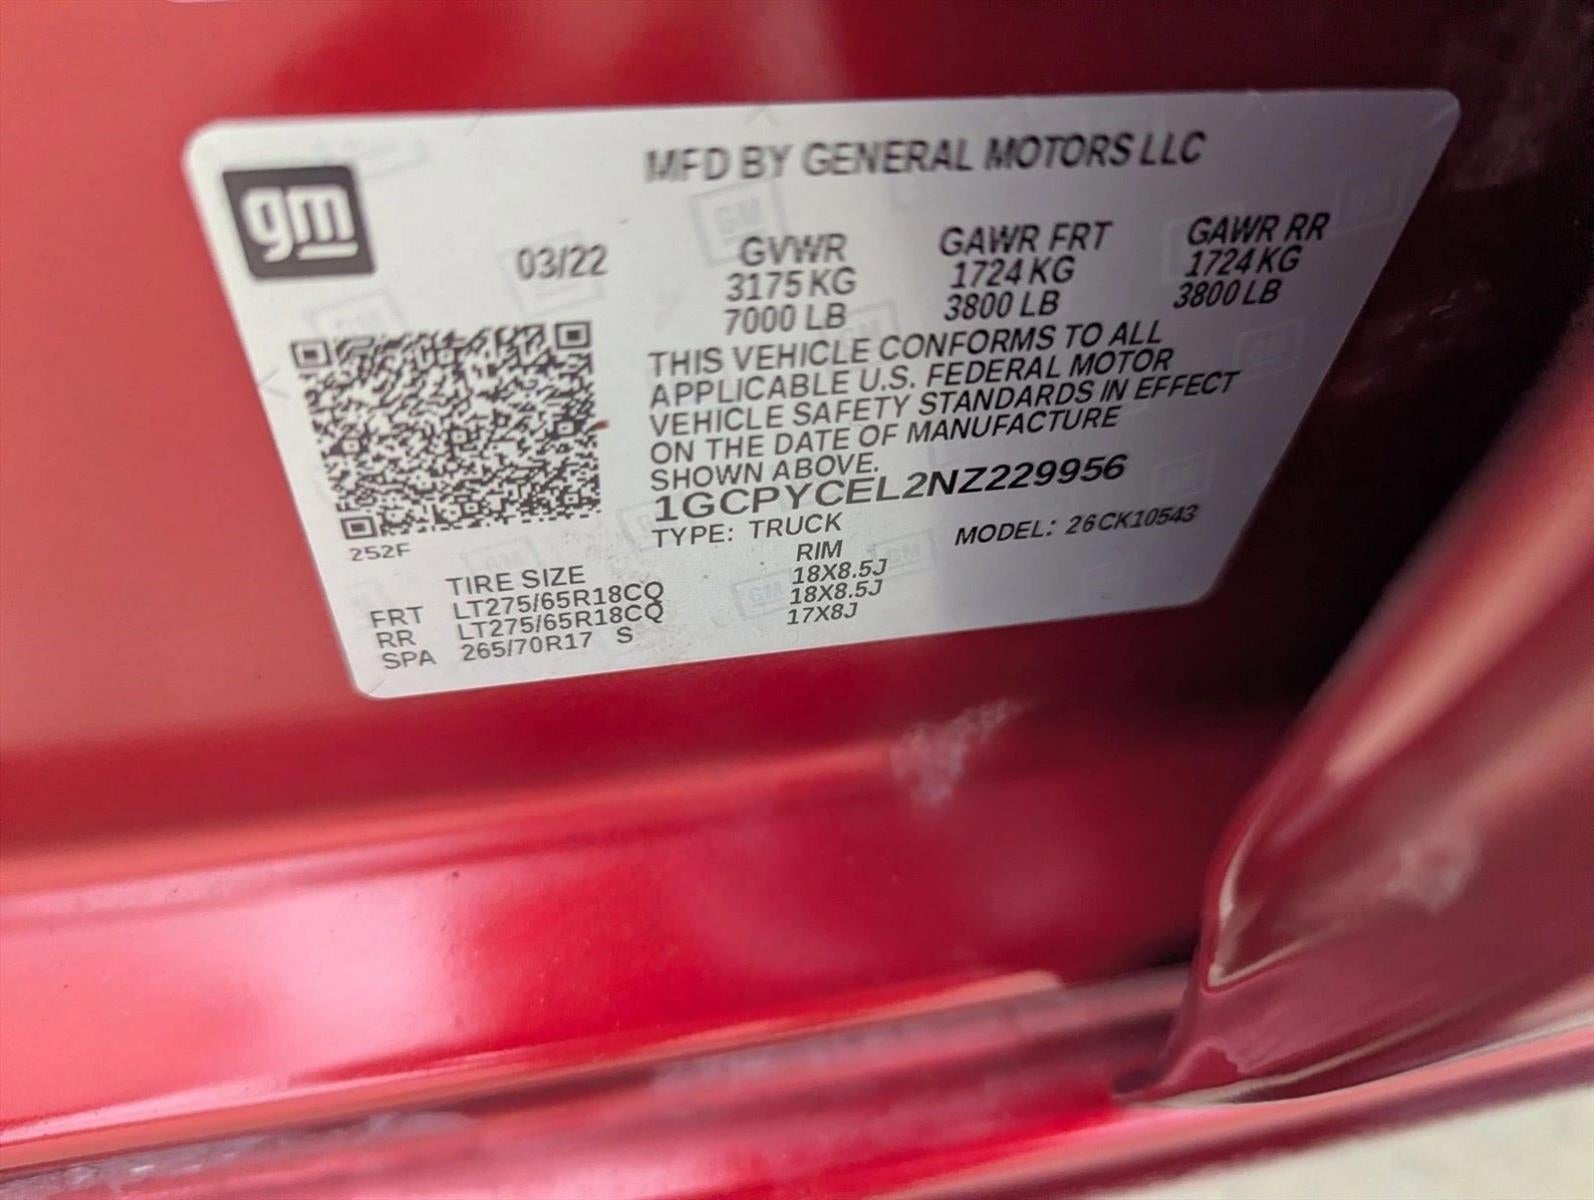 gm
MFD BY GENERAL MOTORS LLC
03/22
GVWR GAWR FRT GAWR RR
3175 KG 1724 KG 1724 KG
7000 LB 3800 LB 3800 LB
THIS VEHICLE CONFORMS TO ALL
APPLICABLE U.S. FEDERAL MOTOR
VEHICLE SAFETY STANDARDS IN EFFECT
ON THE DATE OF MANUFACTURE
SHOWN ABOVE.
1GCPYCEL2NZ229956
TYPE: TRUCK MODEL: 26CK10543
252F
TIRE SIZE RIM
FRT LT275/65R18CQ 18X8.5J
RR LT275/65R18CQ 18X8.5J
SPA 265/70R17 S 17X8J